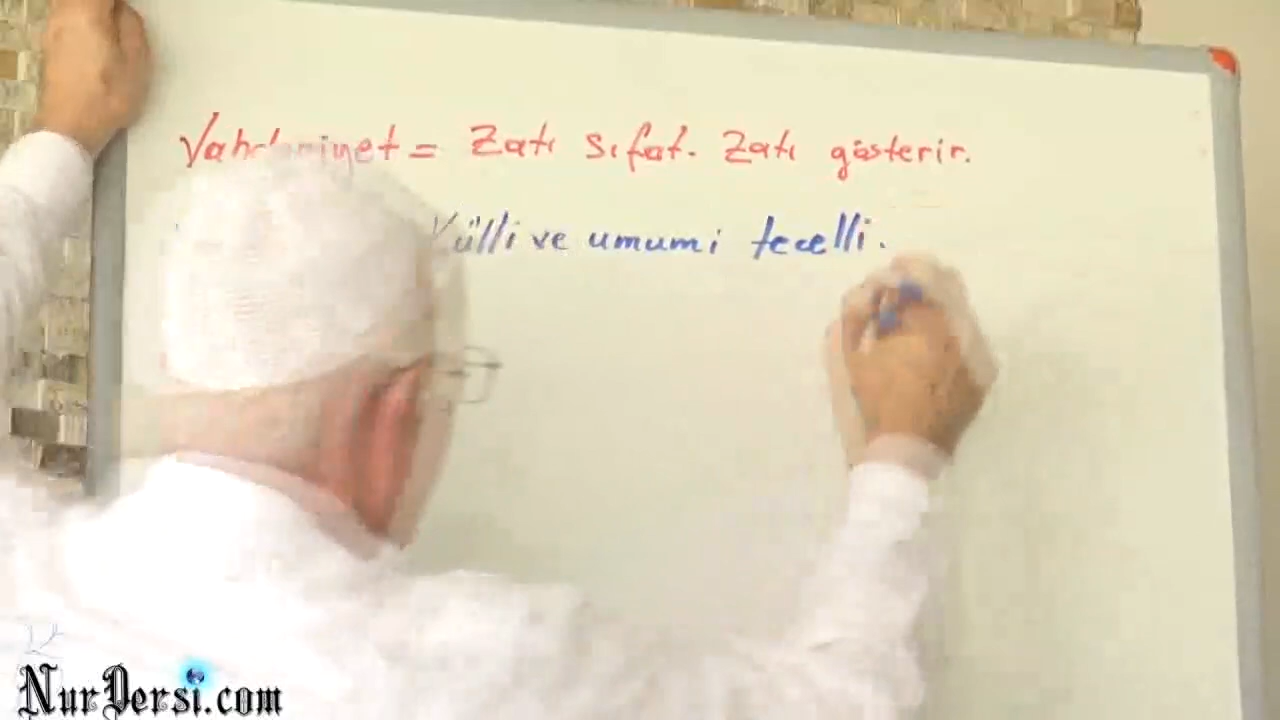 Vahdaniyet = Zatı Sıfat. Zatı gösterir.
Külli ve umumi tecelli.
NurDersi.com